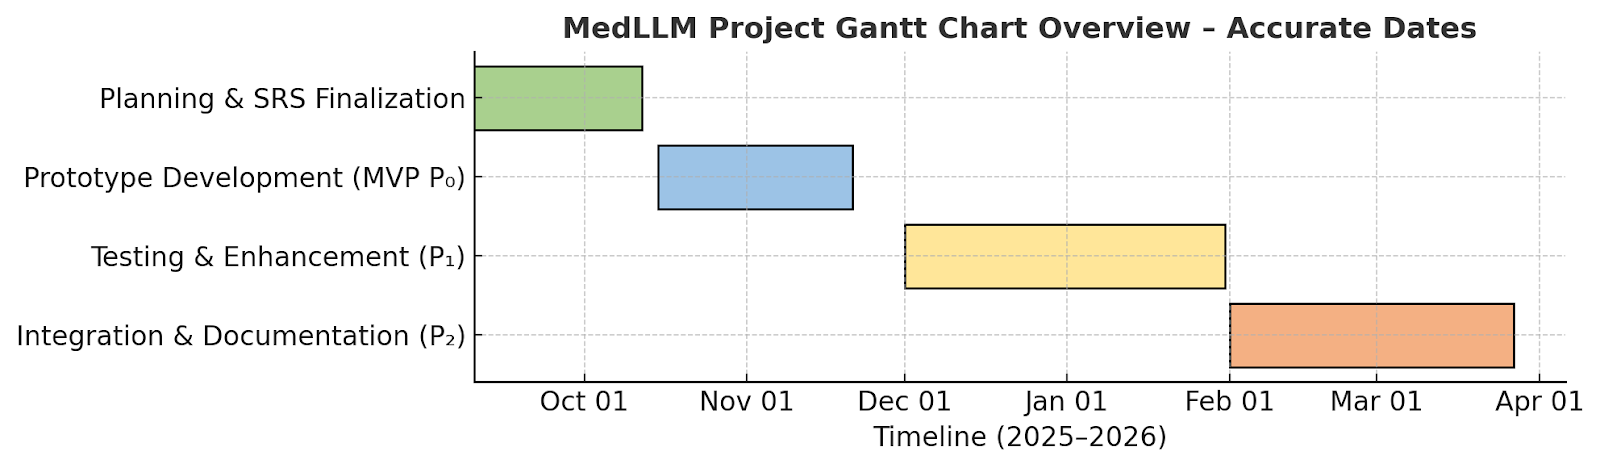 MedLLM Project Gantt Chart Overview – Accurate Dates
Planning & SRS Finalization
Prototype Development (MVP P₀)
Testing & Enhancement (P₁)
Integration & Documentation (P₂)
Oct 01 Nov 01 Dec 01 Jan 01 Feb 01 Mar 01 Apr 01
Timeline (2025–2026)